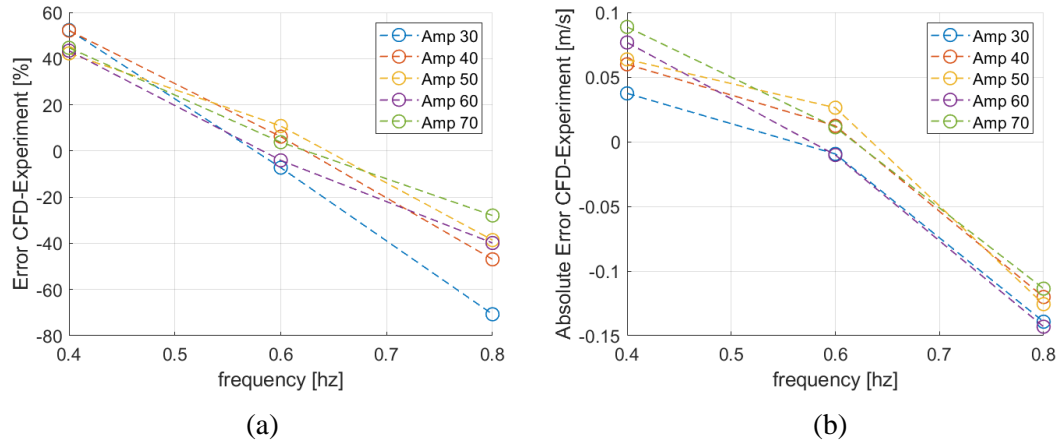 Error CFD-Experiment [%]
60
40
20
0
-20
-40
-60
-80
0.4
0.5
0.6
0.7
0.8
frequency [hz]
Amp 30
Amp 40
Amp 50
Amp 60
Amp 70
(a)
Absolute Error CFD-Experiment [m/s]
0.1
0.05
0
-0.05
-0.1
-0.15
0.4
0.5
0.6
0.7
0.8
frequency [hz]
Amp 30
Amp 40
Amp 50
Amp 60
Amp 70
(b)